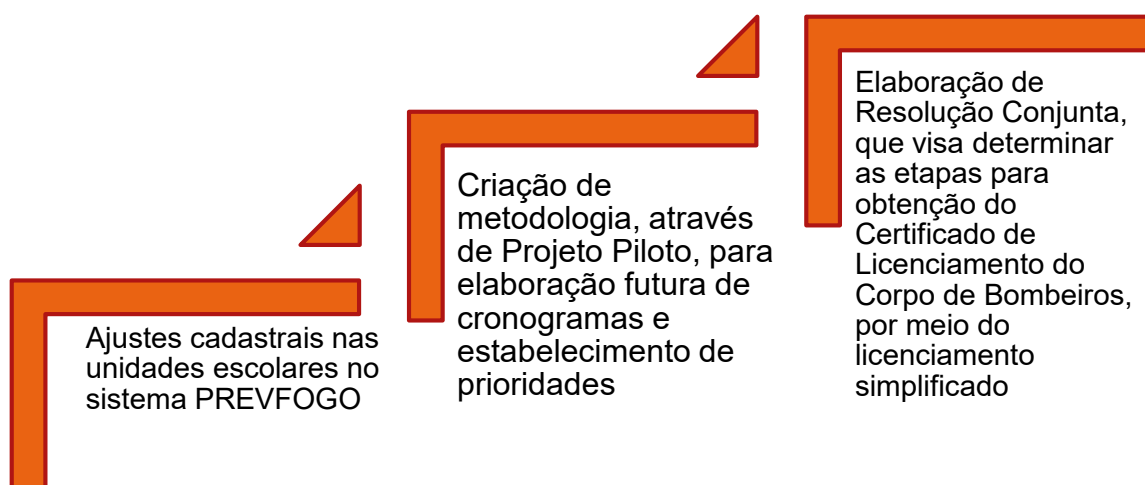 Ajustes cadastrais nas
unidades escolares no
sistema PREVFOGO
Criação de
metodologia, através
de Projeto Piloto, para
elaboração futura de
cronogramas e
estabelecimento de
prioridades
Elaboração de
Resolução Conjunta,
que visa determinar
as etapas para
obtenção do
Certificado de
Licenciamento do
Corpo de Bombeiros,
por meio do
licenciamento
simplificado